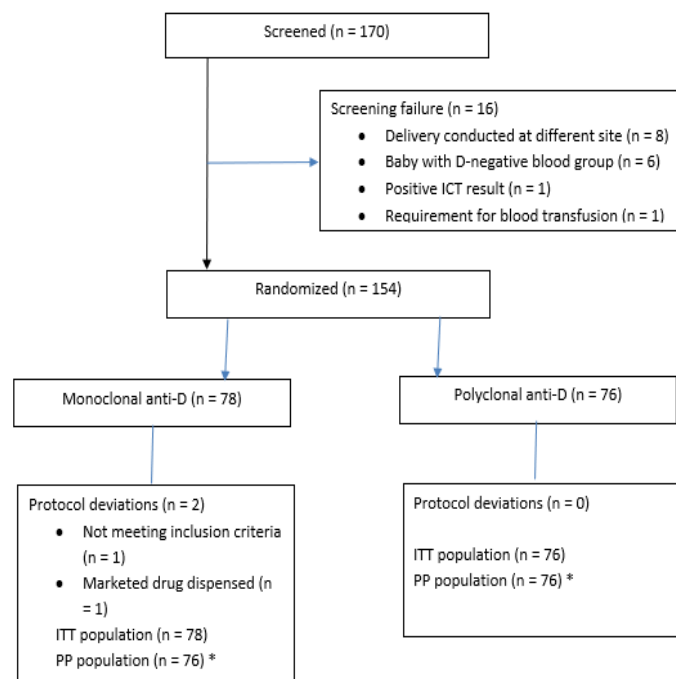 Screened (n = 170)
Screening failure (n = 16)
● Delivery conducted at different site (n = 8)
● Baby with D-negative blood group (n = 6)
● Positive ICT result (n = 1)
● Requirement for blood transfusion (n = 1)
Randomized (n = 154)
Monoclonal anti-D (n = 78)
Polyclonal anti-D (n = 76)
Protocol deviations (n = 2)
● Not meeting inclusion criteria
(n = 1)
● Marketed drug dispensed (n
= 1)
ITT population (n = 78)
PP population (n = 76) *
Protocol deviations (n = 0)
ITT population (n = 76)
PP population (n = 76) *